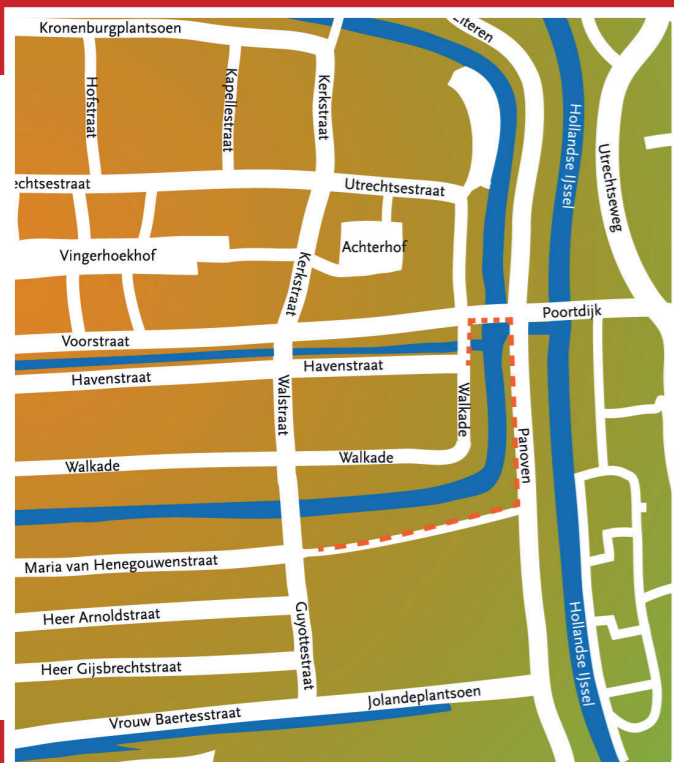 Kronenburgplantsoen
Eiteren
Hofstraat
Kapellestraat
Kerkstraat
Hollandse IJssel
Utrechtseweg
echtsestraat
Utrechtsestraat
Vingerhoekhof
Achterhof
Kerkstraat
Poortdijk
Voorstraat
Havenstraat
Havenstraat
Walstraat
Walkade
Panoven
Walkade
Walkade
Maria van Henegouwenstraat
Heer Arnoldstraat
Guyottestraat
Hollandse IJssel
Heer Gijsbrechtstraat
Jolandeplantsoen
Vrouw Baertesstraat